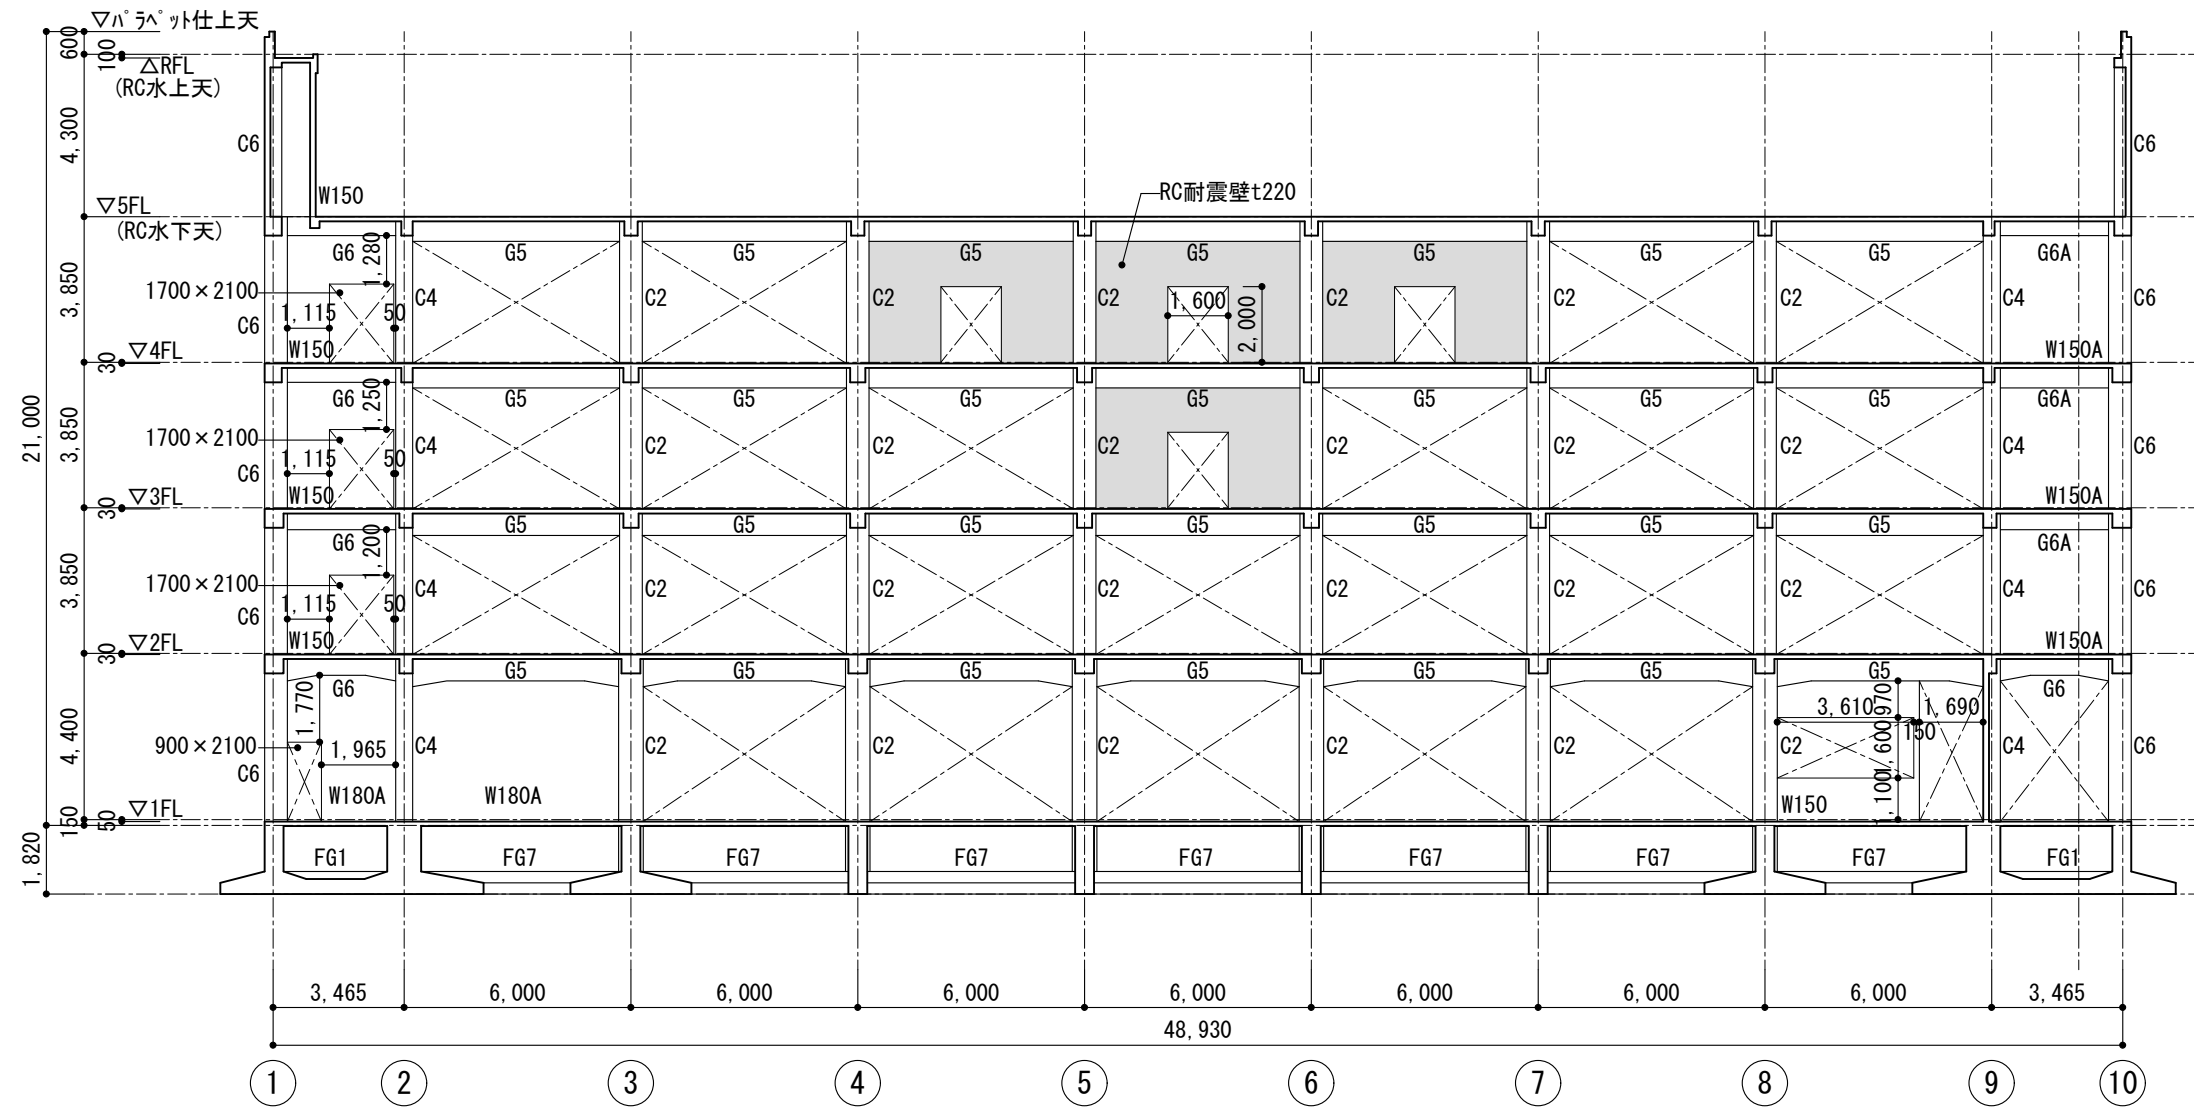 ▽ﾊﾟﾗﾍﾟｯﾄ仕上天
600
100
△RFL
(RC水上天)
4,300
C6
W150
C6
RC耐震壁t220
▽5FL
(RC水下天)
G6
1,280
G5
G5
G5
G5
G5
G5
G5
G6A
3,850
1700×2100
1,115
50
C4
C2
C2
C2
1,600
2,000
C2
C2
C2
C4
C6
C6
W150
W150A
▽4FL
30
G6
1,250
G5
G5
G5
G5
G5
G5
G5
G6A
21,000
3,850
1700×2100
1,115
50
C4
C2
C2
C2
C2
C2
C2
C4
C6
C6
W150
W150A
▽3FL
30
G6
1,200
G5
G5
G5
G5
G5
G5
G5
G6A
3,850
1700×2100
1,115
50
C4
C2
C2
C2
C2
C2
C2
C4
C6
C6
W150
W150A
▽2FL
30
G6
G5
G5
G5
G5
G5
G5
G5
G6
1,770
970
3,610
1,690
150
4,400
900×2100
1,965
C4
C2
C2
C2
C2
C2
C2
1,600
C4
C6
C6
W180A
W180A
W150
1,100
▽1FL
150
50
1,820
FG1
FG7
FG7
FG7
FG7
FG7
FG7
FG7
FG1
3,465
6,000
6,000
6,000
6,000
6,000
6,000
6,000
3,465
48,930
1
2
3
4
5
6
7
8
9
10